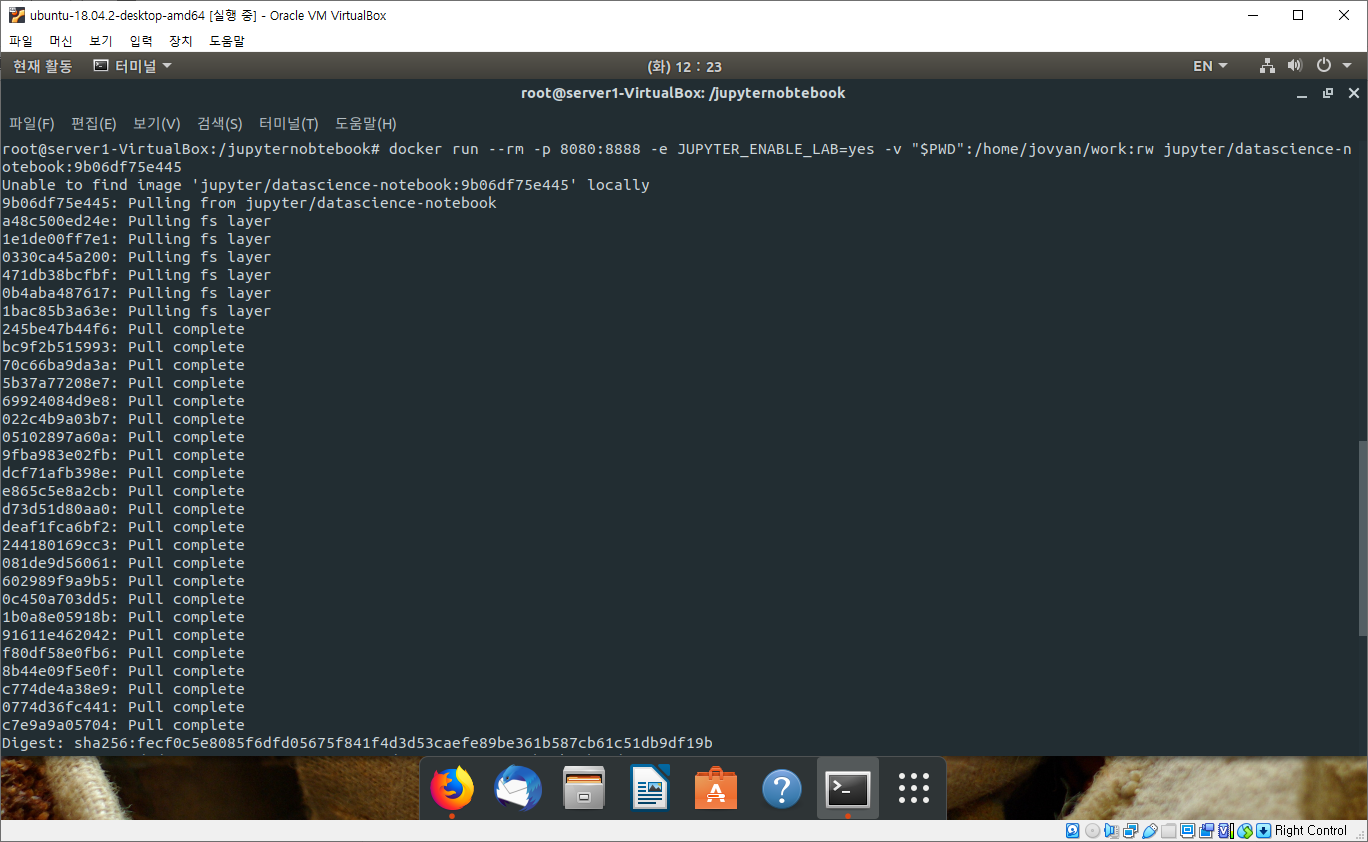 ubuntu-18.04.2-desktop-amd64 [실행 중] - Oracle VM VirtualBox
파일 머신 보기 입력 장치 도움말
현재 활동 터미널 (화) 12 : 23 EN
root@server1-VirtualBox: /jupyternobtebook
파일(F) 편집(E) 보기(V) 검색(S) 터미널(T) 도움말(H)
root@server1-VirtualBox:/jupyternobtebook# docker run --rm -p 8080:8888 -e JUPYTER_ENABLE_LAB=yes -v "$PWD":/home/jovyan/work:rw jupyter/datascience-n
otebook:9b06df75e445
Unable to find image 'jupyter/datascience-notebook:9b06df75e445' locally
9b06df75e445: Pulling from jupyter/datascience-notebook
a48c500ed24e: Pulling fs layer
1e1de00ff7e1: Pulling fs layer
0330ca45a200: Pulling fs layer
471db38bcfbf: Pulling fs layer
0b4aba487617: Pulling fs layer
1bac85b3a63e: Pulling fs layer
245be47b44f6: Pull complete
bc9f2b515993: Pull complete
70c66ba9da3a: Pull complete
5b37a77208e7: Pull complete
69924084d9e8: Pull complete
022c4b9a03b7: Pull complete
05102897a60a: Pull complete
9fba983e02fb: Pull complete
dcf71afb398e: Pull complete
e865c5e8a2cb: Pull complete
d73d51d80aa0: Pull complete
deaf1fca6bf2: Pull complete
244180169cc3: Pull complete
081de9d56061: Pull complete
602989f9a9b5: Pull complete
0c450a703dd5: Pull complete
1b0a8e05918b: Pull complete
91611e462042: Pull complete
f80df58e0fb6: Pull complete
8b44e09f5e0f: Pull complete
c774de4a38e9: Pull complete
0774d36fc441: Pull complete
c7e9a9a05704: Pull complete
Digest: sha256:fecf0c5e8085f6dfd05675f841f4d3d53caefe89be361b587cb61c51db9df19b
Right Control